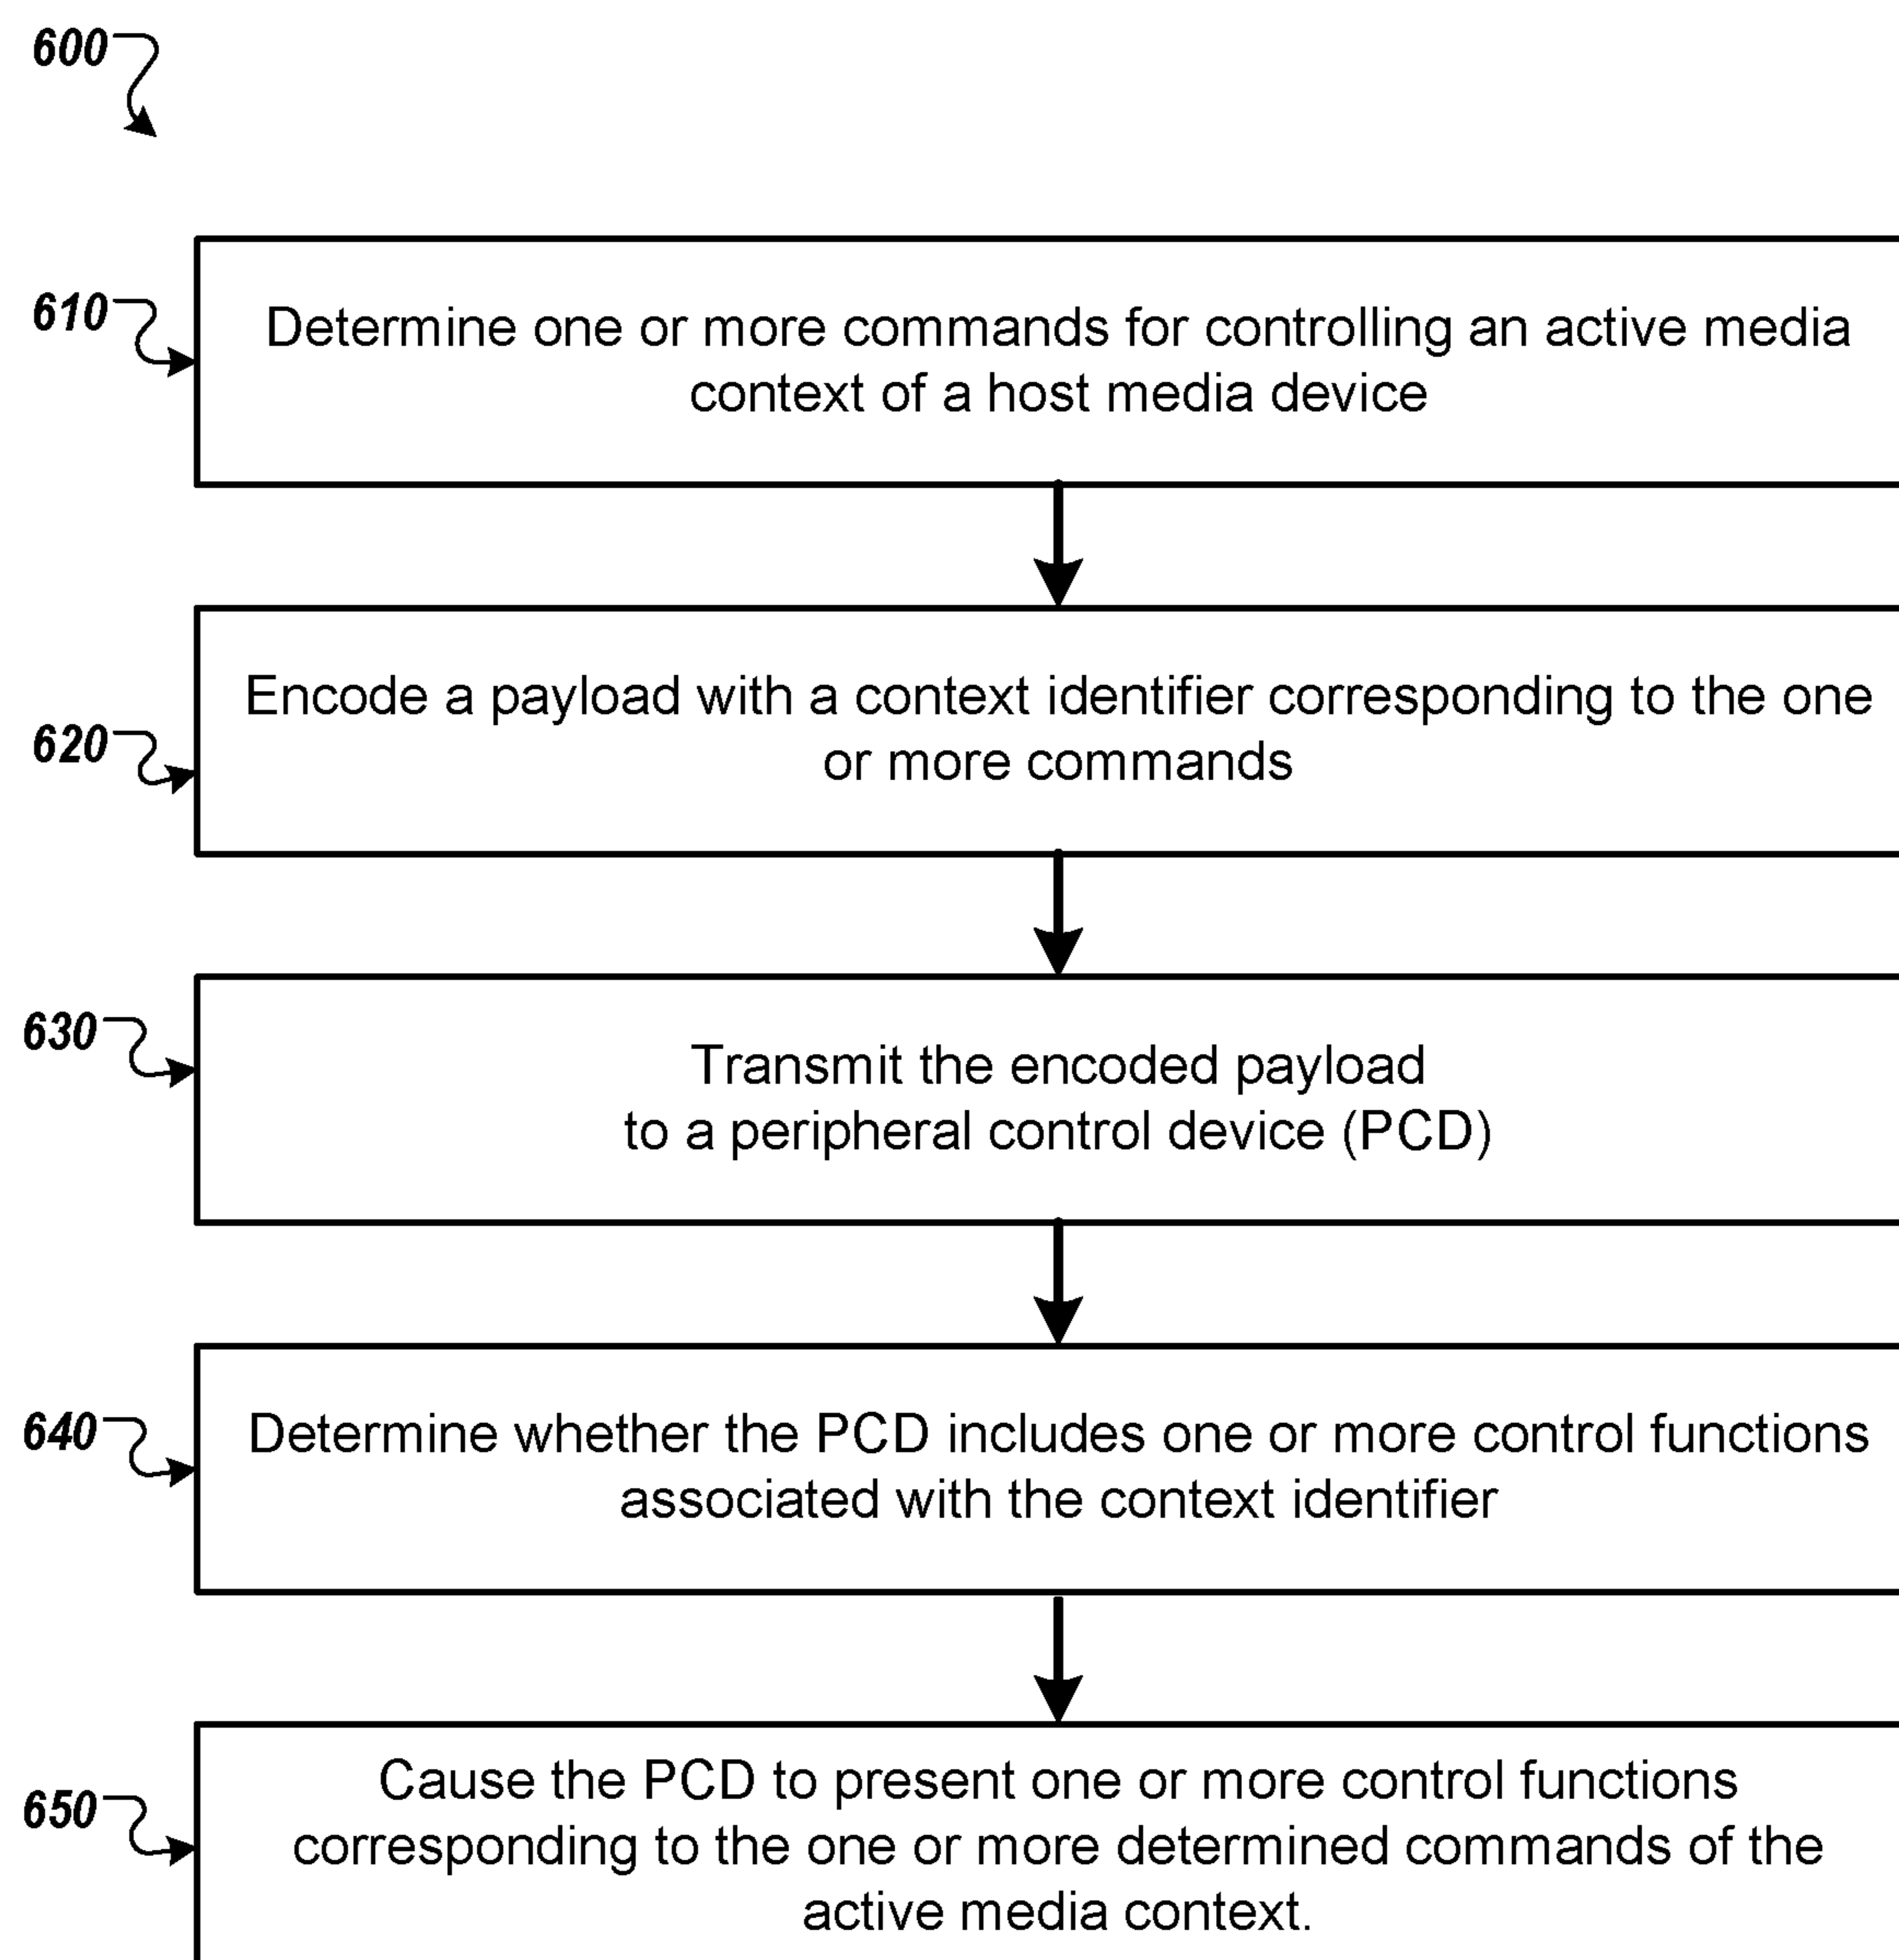 600
610
Determine one or more commands for controlling an active media
context of a host media device
620
Encode a payload with a context identifier corresponding to the one
or more commands
630
Transmit the encoded payload
to a peripheral control device (PCD)
640
Determine whether the PCD includes one or more control functions
associated with the context identifier
650
Cause the PCD to present one or more control functions
corresponding to the one or more determined commands of the
active media context.